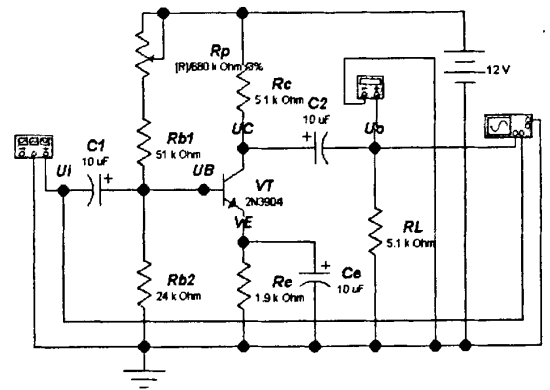 Rp
[R]/680 k Ohm /3%
Rc
5.1 k Ohm
C2
10 uF
12 V
UC
Uo
C1
10 uF
Rb1
51 k Ohm
UI
UB
VT
2N3904
VE
RL
5.1 k Ohm
Rb2
24 k Ohm
Re
1.9 k Ohm
Ce
10 uF